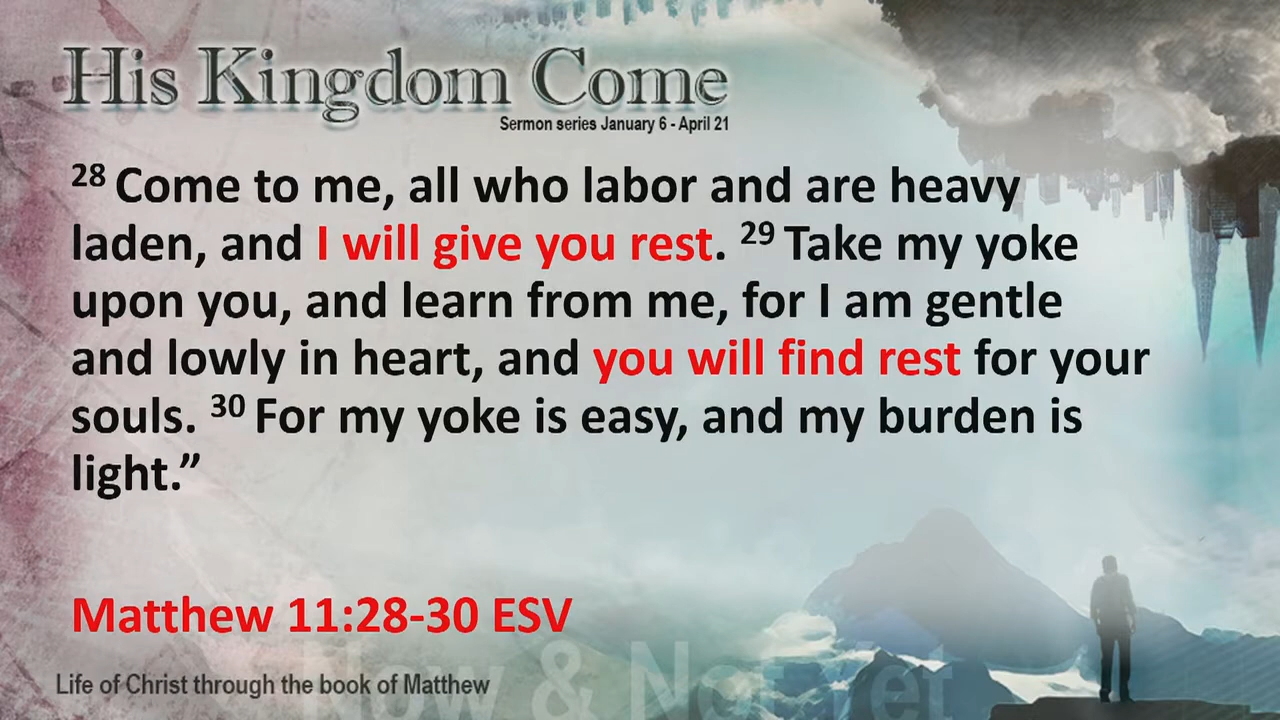 His Kingdom Come
Sermon series January 6 - April 21
28 Come to me, all who labor and are heavy
laden, and I will give you rest. 29 Take my yoke
upon you, and learn from me, for I am gentle
and lowly in heart, and you will find rest for your
souls. 30 For my yoke is easy, and my burden is
light.”
Matthew 11:28-30 ESV
Now & Not Yet
Life of Christ through the book of Matthew